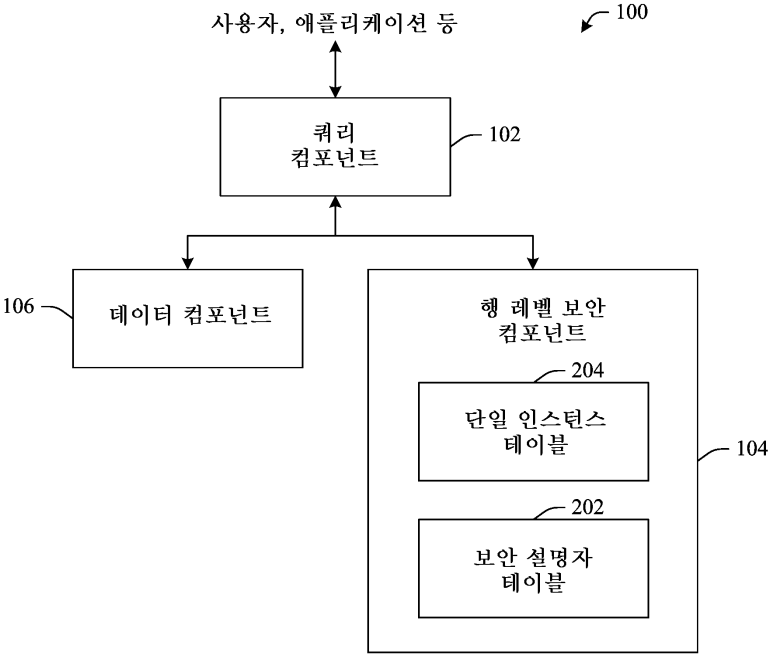 사용자, 애플리케이션 등
100
쿼리
컴포넌트
102
106
데이터 컴포넌트
행 레벨 보안
컴포넌트
204
단일 인스턴스
테이블
104
202
보안 설명자
테이블